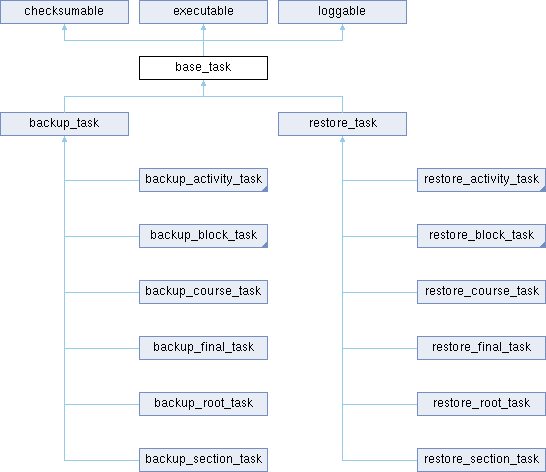 checksumable
executable
loggable
base_task
backup_task
restore_task
backup_activity_task
restore_activity_task
backup_block_task
restore_block_task
backup_course_task
restore_course_task
backup_final_task
restore_final_task
backup_root_task
restore_root_task
backup_section_task
restore_section_task